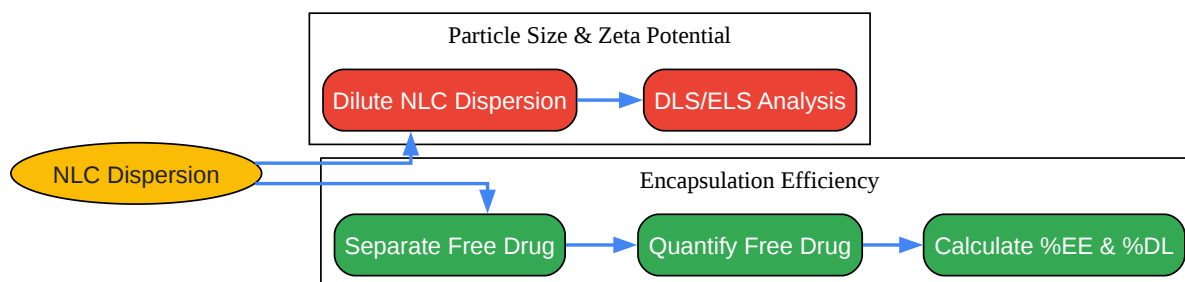 Particle Size & Zeta Potential
Dilute NLC Dispersion
DLS/ELS Analysis
NLC Dispersion
Encapsulation Efficiency
Separate Free Drug
Quantify Free Drug
Calculate %EE & %DL